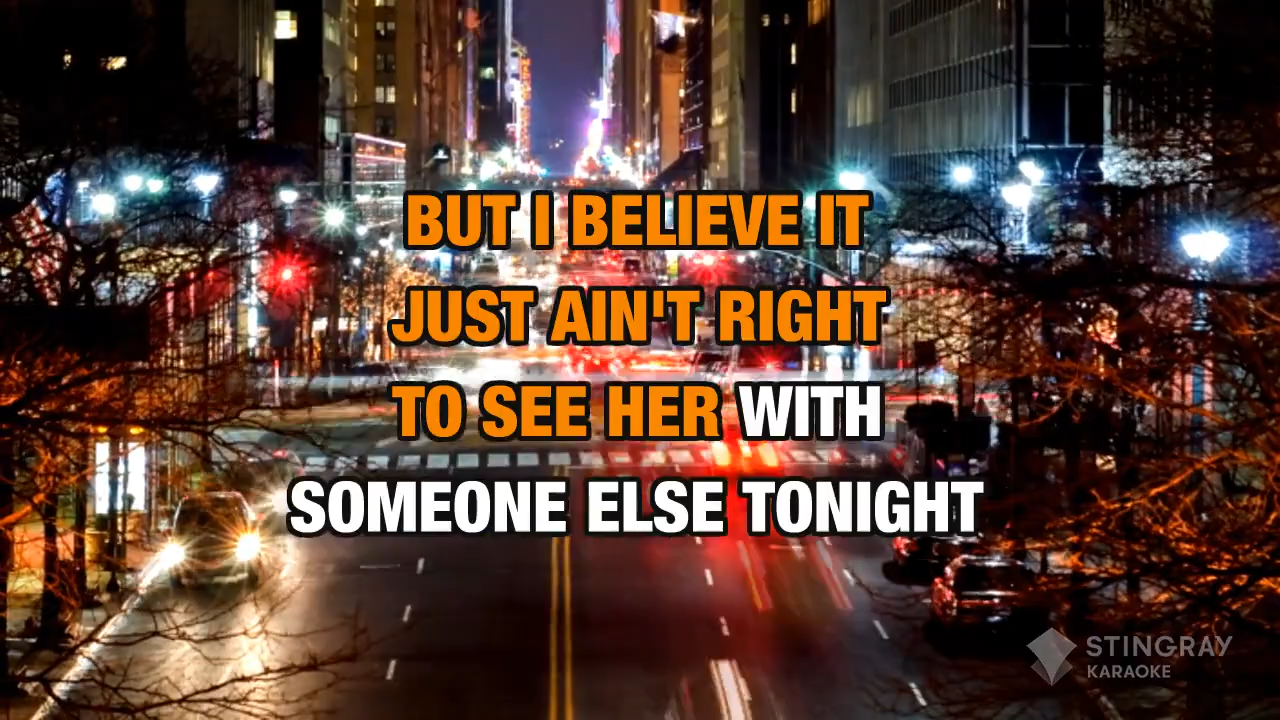 BUT I BELIEVE IT
JUST AIN'T RIGHT
TO SEE HER WITH
SOMEONE ELSE TONIGHT
STINGRAY
KARAOKE